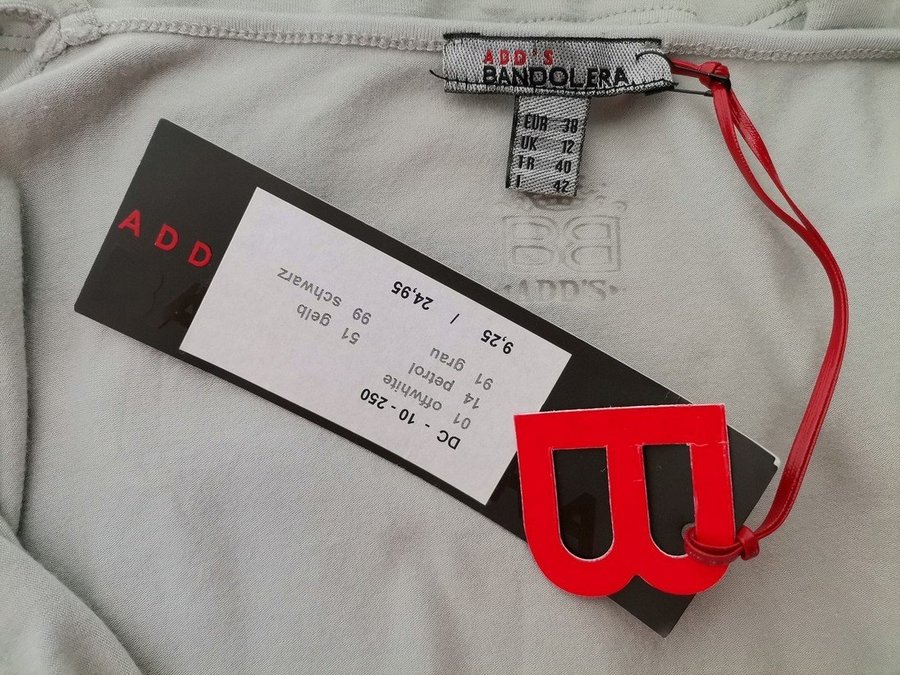 ADD'S
BANDOLERA
EUR 38
UK 12
FR 40
I 42
BB
ADD'S
ADD
DC - 10 - 250
01 offwhite
14 petrol
91 grau
51 gelb
99 schwarz
9,25 / 24,95
B